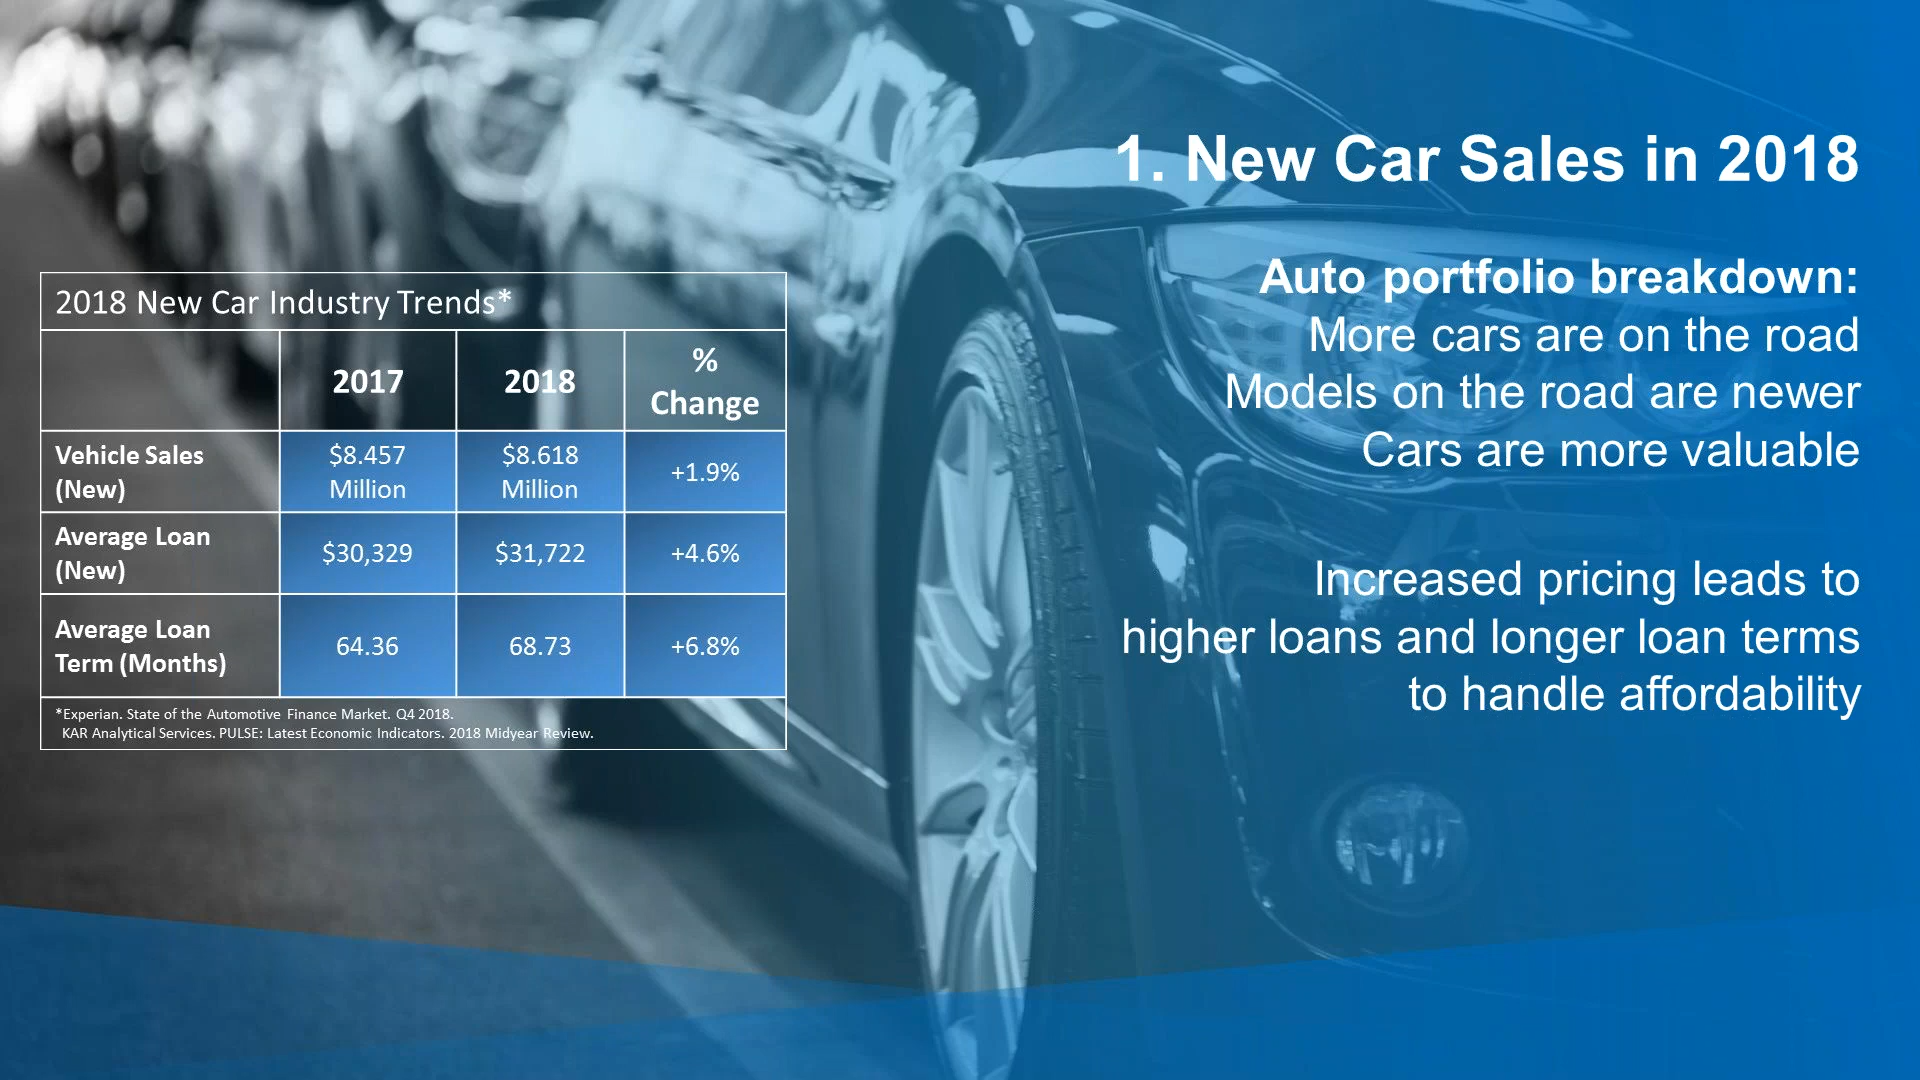 1. New Car Sales in 2018
Auto portfolio breakdown:
More cars are on the road
Models on the road are newer
Cars are more valuable
Increased pricing leads to
higher loans and longer loan terms
to handle affordability
2018 New Car Industry Trends*
2017
2018
%
Change
Vehicle Sales
(New)
$8.457
Million
$8.618
Million
+1.9%
Average Loan
(New)
$30,329
$31,722
+4.6%
Average Loan
Term (Months)
64.36
68.73
+6.8%
*Experian. State of the Automotive Finance Market. Q4 2018.
KAR Analytical Services. PULSE: Latest Economic Indicators. 2018 Midyear Review.